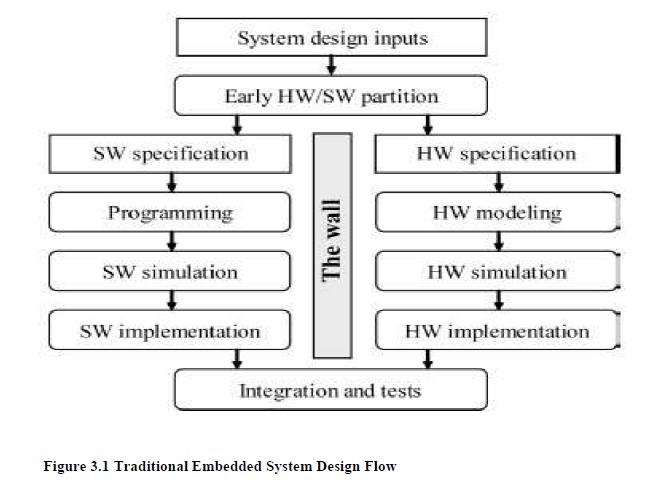 System design inputs
Early HW/SW partition
SW specification
HW specification
Programming
The wall
HW modeling
SW simulation
HW simulation
SW implementation
HW implementation
Integration and tests
Figure 3.1 Traditional Embedded System Design Flow